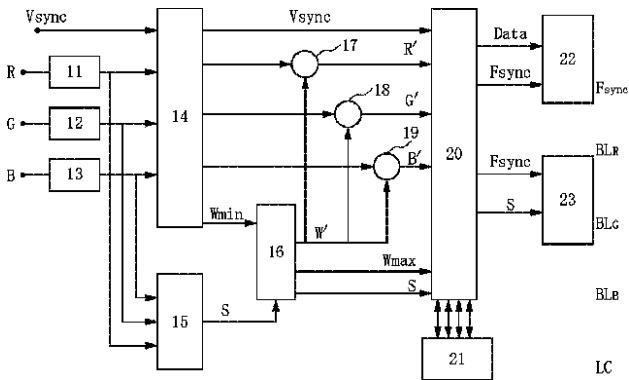 Vsync
Vsync
17
Data
R
11
R′
22
18
Fsync
Fsync
G
12
14
G′
19
20
BLR
B
13
B′
Fsync
23
Wmin
S
W′
BLG
16
Wmax
S
BLB
15
S
21
LC